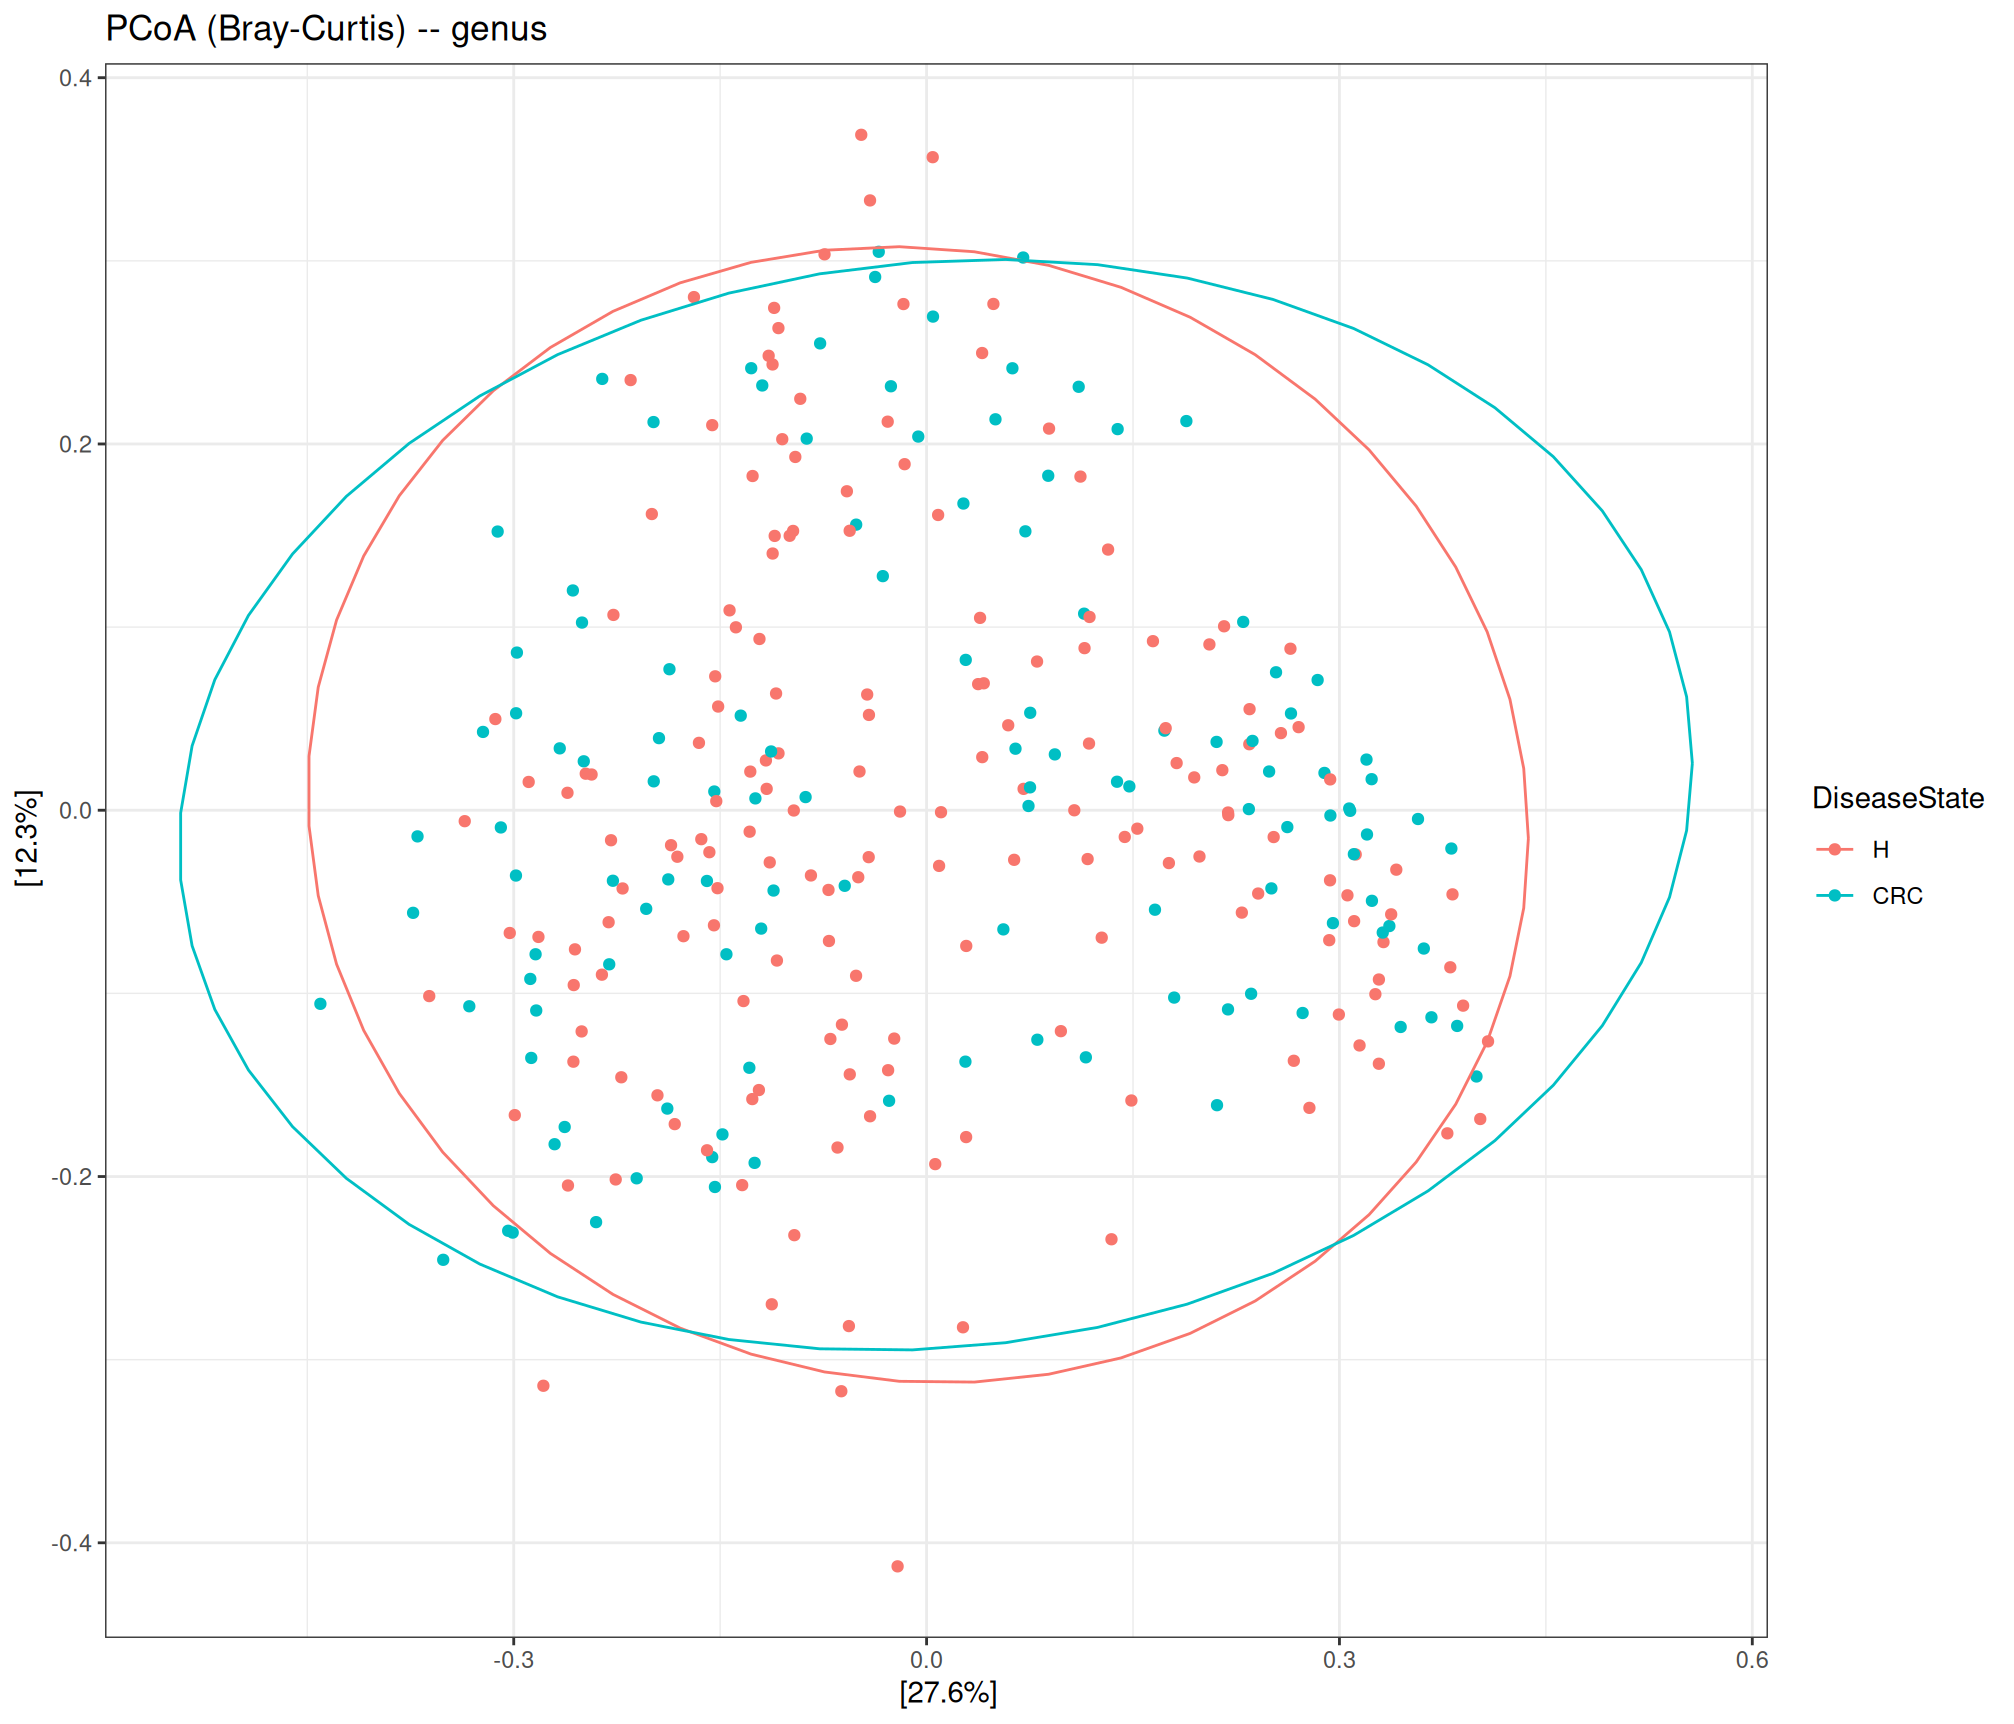 PCoA (Bray-Curtis) -- genus
0.4
0.2
0.0
-0.2
-0.4
[12.3%]
-0.3
0.0
0.3
0.6
[27.6%]
DiseaseState
H
CRC